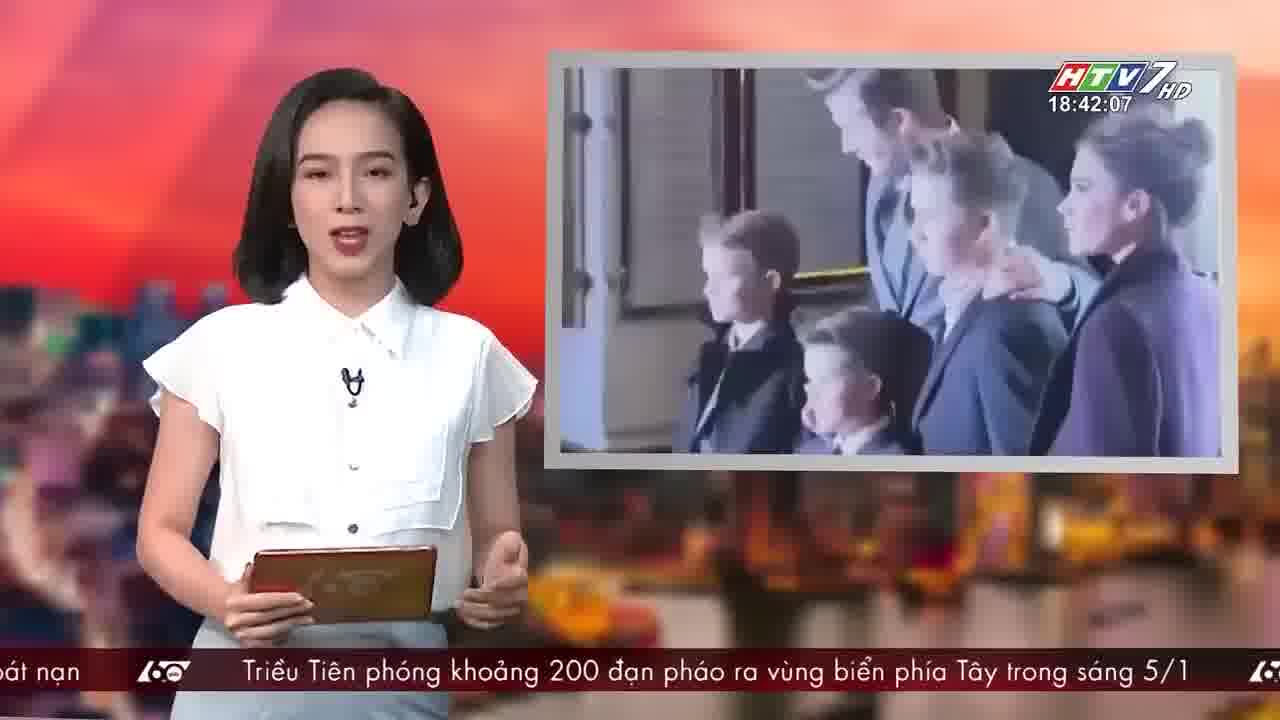 HTV7
HD
18:42:07
oát nạn 60 Triều Tiên phóng khoảng 200 đạn pháo ra vùng biển phía Tây trong sáng 5/1